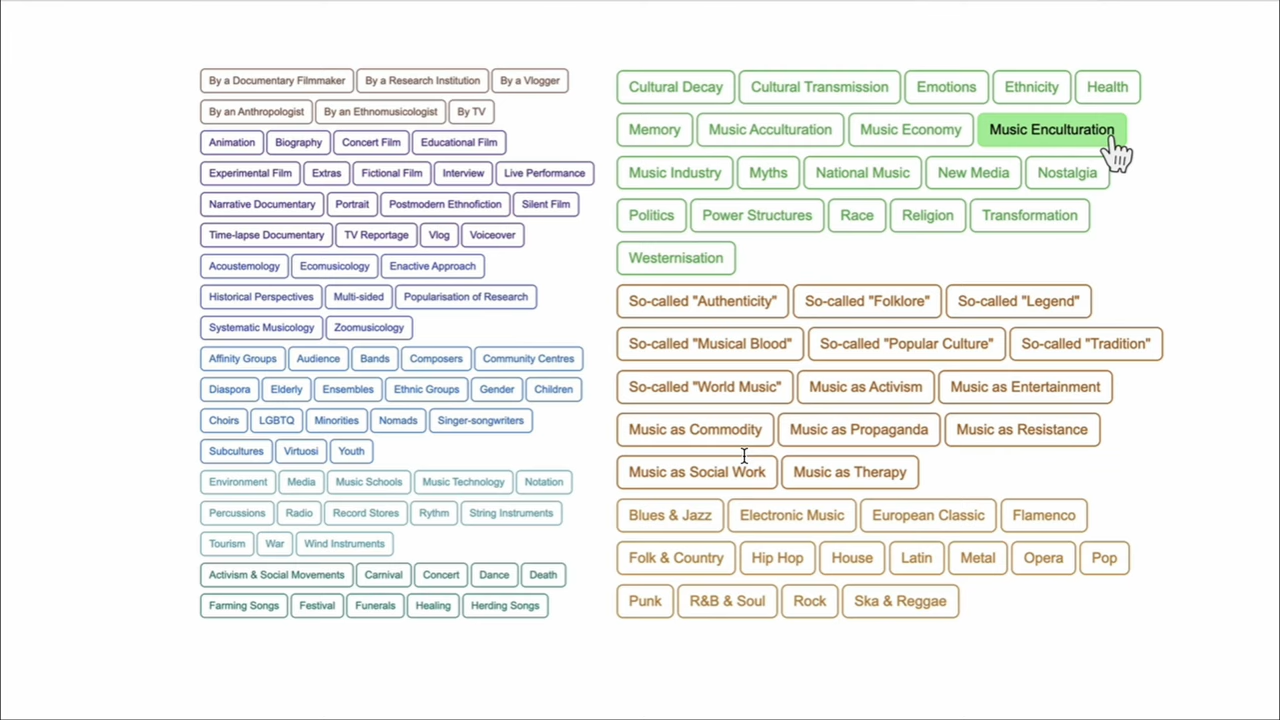 By a Documentary Filmmaker By a Research Institution By a Vlogger
By an Anthropologist By an Ethnomusicologist By TV
Animation Biography Concert Film Educational Film
Experimental Film Extras Fictional Film Interview Live Performance
Narrative Documentary Portrait Postmodern Ethnofiction Silent Film
Time-lapse Documentary TV Reportage Vlog Voiceover
Acoustemology Ecomusicology Enactive Approach
Historical Perspectives Multi-sided Popularisation of Research
Systematic Musicology Zoomusicology
Affinity Groups Audience Bands Composers Community Centres
Diaspora Elderly Ensembles Ethnic Groups Gender Children
Choirs LGBTQ Minorities Nomads Singer-songwriters
Subcultures Virtuosi Youth
Environment Media Music Schools Music Technology Notation
Percussions Radio Record Stores Rythm String Instruments
Tourism War Wind Instruments
Activism & Social Movements Carnival Concert Dance Death
Farming Songs Festival Funerals Healing Herding Songs
Cultural Decay Cultural Transmission Emotions Ethnicity Health
Memory Music Acculturation Music Economy Music Enculturation
Music Industry Myths National Music New Media Nostalgia
Politics Power Structures Race Religion Transformation
Westernisation
So-called "Authenticity" So-called "Folklore" So-called "Legend"
So-called "Musical Blood" So-called "Popular Culture" So-called "Tradition"
So-called "World Music" Music as Activism Music as Entertainment
Music as Commodity Music as Propaganda Music as Resistance
Music as Social Work Music as Therapy
Blues & Jazz Electronic Music European Classic Flamenco
Folk & Country Hip Hop House Latin Metal Opera Pop
Punk R&B & Soul Rock Ska & Reggae